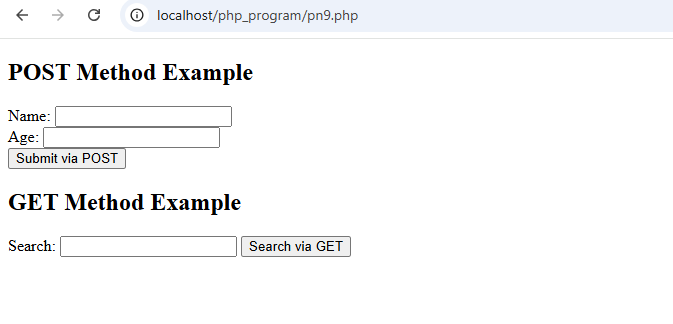 localhost/php_program/pn9.php
POST Method Example
Name:
Age:
Submit via POST
GET Method Example
Search: Search via GET